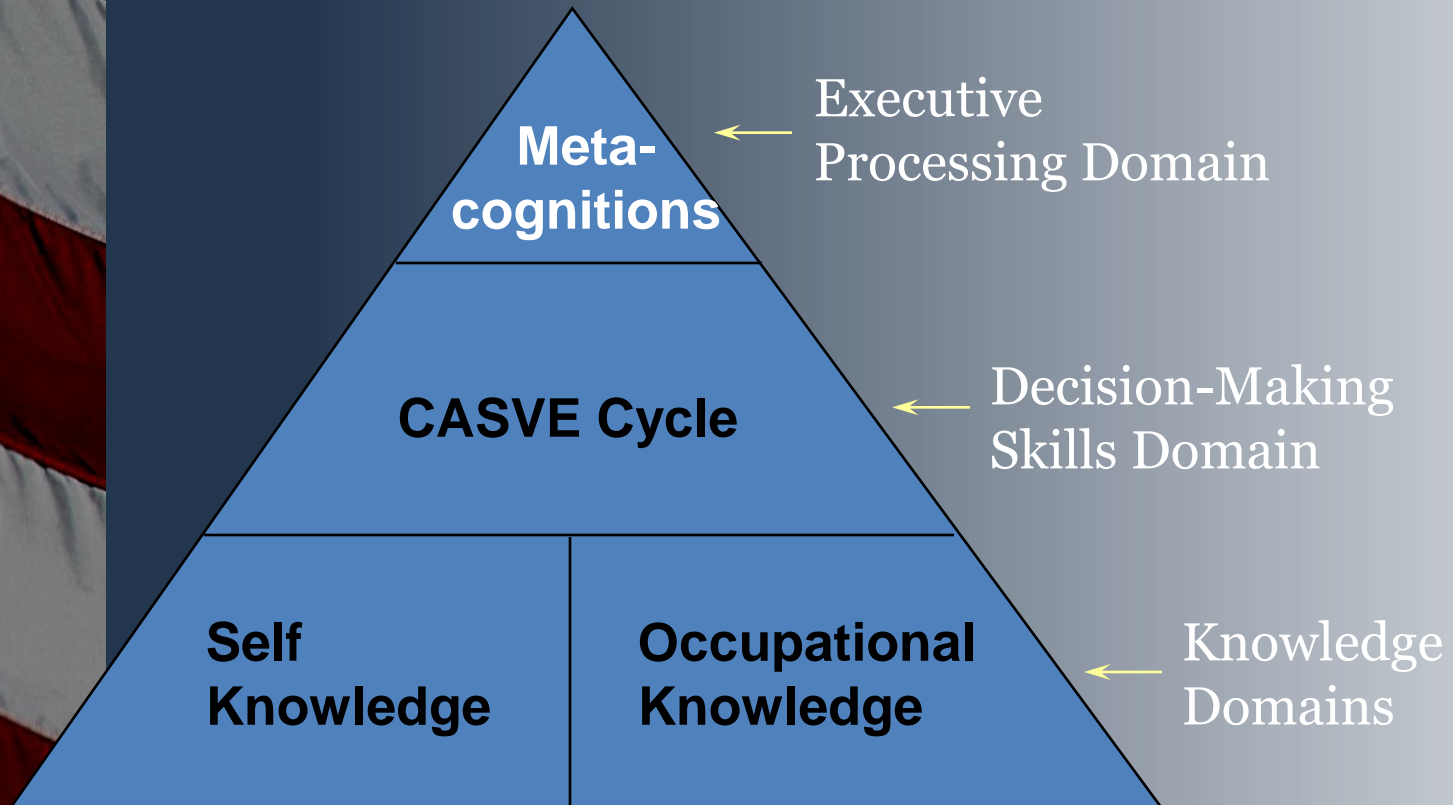 Meta-
cognitions
Executive
Processing Domain
CASVE Cycle
Decision-Making
Skills Domain
Self
Knowledge
Occupational
Knowledge
Knowledge
Domains